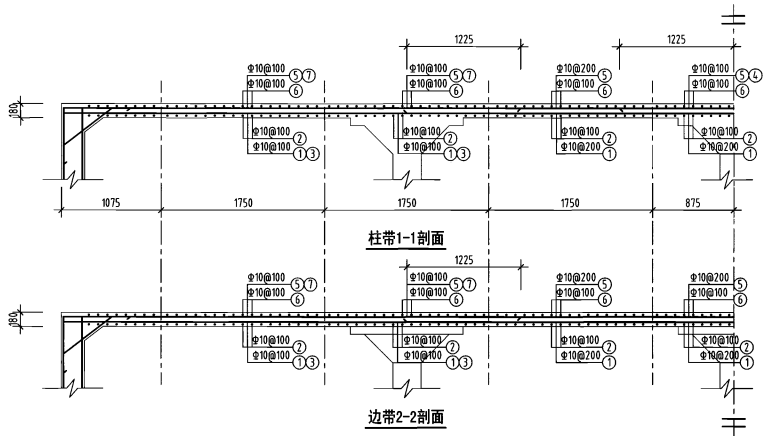 1225 1225
Φ10@100 ⑤⑦ Φ10@100 ⑤⑦ Φ10@200 ⑤ Φ10@100 ⑤④
Φ10@100 ⑥ Φ10@100 ⑥ Φ10@100 ⑥ Φ10@100 ⑥
180
Φ10@100 ② Φ10@100 ② Φ10@100 ② Φ10@100 ②
Φ10@100 ①③ Φ10@100 ①③ Φ10@200 ① Φ10@200 ①
1075 1750 1750 1750 875
柱带1-1剖面
1225
Φ10@100 ⑤⑦ Φ10@100 ⑤⑦ Φ10@200 ⑤ Φ10@200 ⑤
Φ10@100 ⑥ Φ10@100 ⑥ Φ10@100 ⑥ Φ10@100 ⑥
180
Φ10@100 ② Φ10@100 ② Φ10@100 ② Φ10@100 ②
Φ10@100 ①③ Φ10@100 ①③ Φ10@200 ① Φ10@200 ①
边带2-2剖面